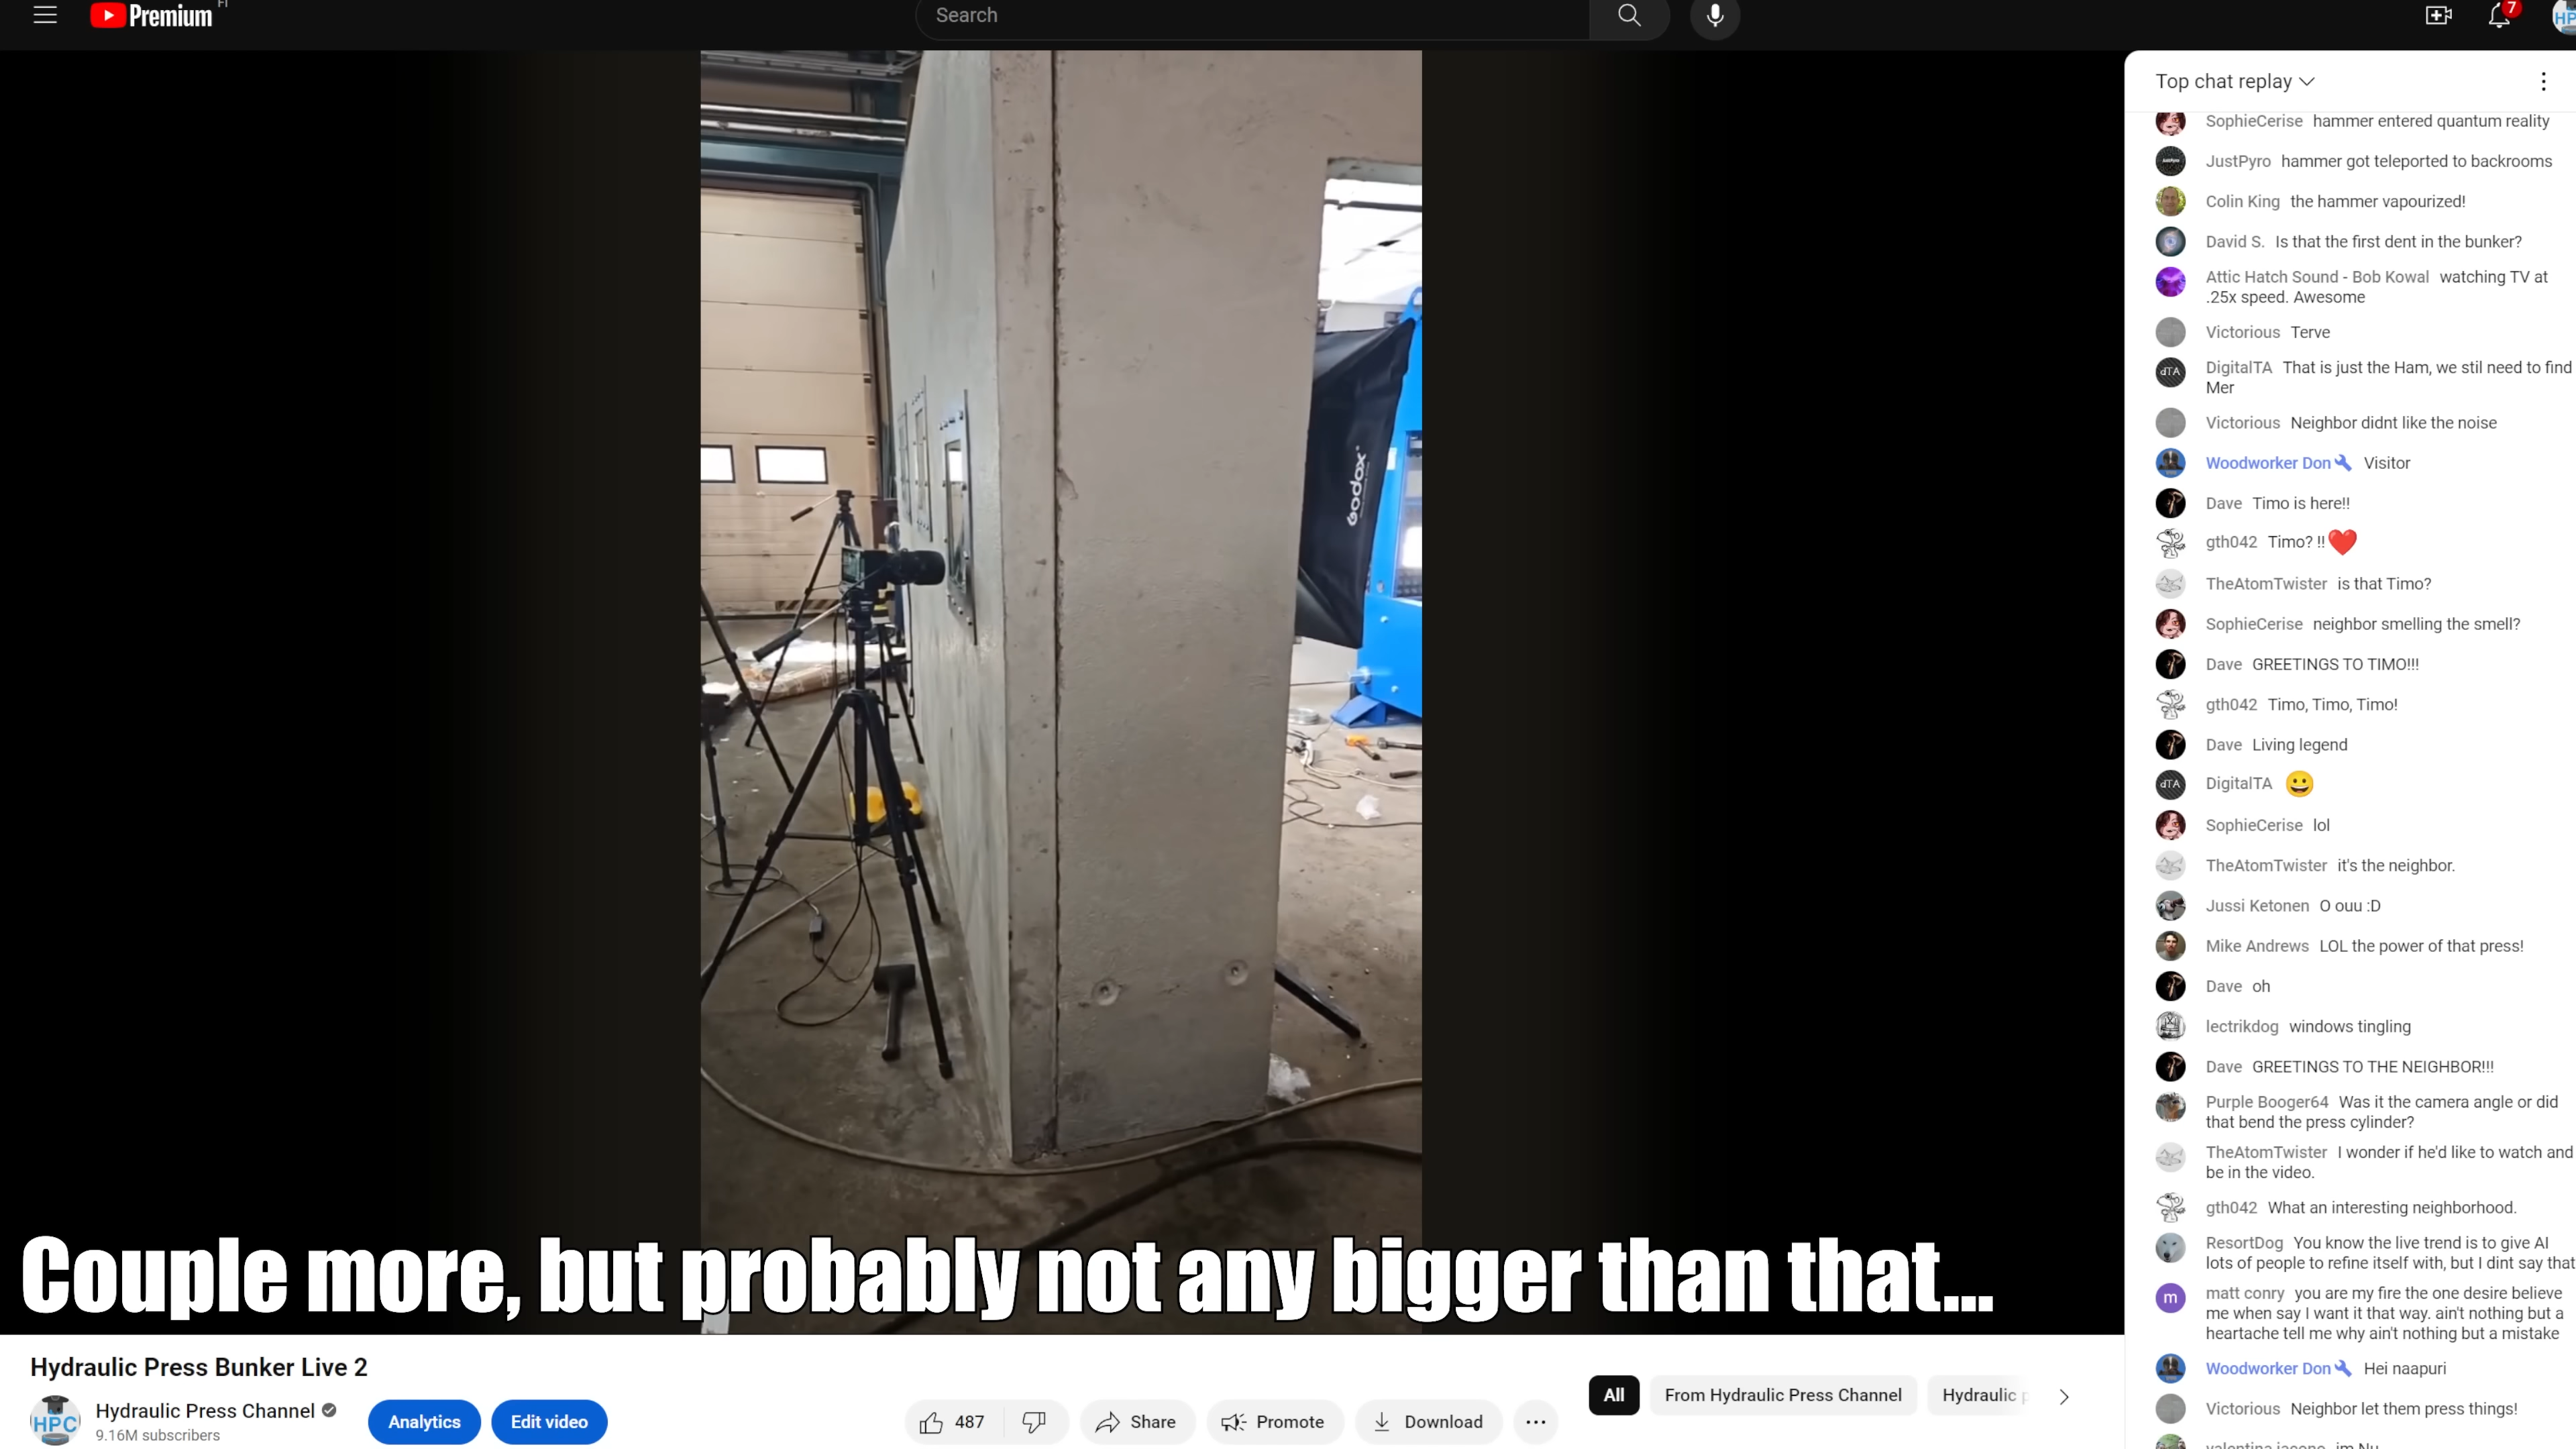 Premium
FI
Search
7
HP
Godox
Couple more, but probably not any bigger than that...
Hydraulic Press Bunker Live 2
HPC
Hydraulic Press Channel
9.16M subscribers
Analytics
Edit video
487
Share
Promote
Download
All
From Hydraulic Press Channel
Hydraulic
Top chat replay
SophieCerise hammer entered quantum reality
JustPyro hammer got teleported to backrooms
Colin King the hammer vapourized!
David S. Is that the first dent in the bunker?
Attic Hatch Sound - Bob Kowal watching TV at
.25x speed. Awesome
Victorious Terve
dTA
DigitalTA That is just the Ham, we stil need to find
Mer
Victorious Neighbor didnt like the noise
Woodworker Don Visitor
Dave Timo is here!!
gth042 Timo? !!❤️
TheAtomTwister is that Timo?
SophieCerise neighbor smelling the smell?
Dave GREETINGS TO TIMO!!!
gth042 Timo, Timo, Timo!
Dave Living legend
dTA
DigitalTA 😀
SophieCerise lol
TheAtomTwister it's the neighbor.
Jussi Ketonen O ouu :D
Mike Andrews LOL the power of that press!
Dave oh
lectrikdog windows tingling
Dave GREETINGS TO THE NEIGHBOR!!!
Purple Booger64 Was it the camera angle or did
that bend the press cylinder?
TheAtomTwister I wonder if he'd like to watch and
be in the video.
gth042 What an interesting neighborhood.
ResortDog You know the live trend is to give AI
lots of people to refine itself with, but I dint say that
m
matt conry you are my fire the one desire believe
me when say I want it that way. ain't nothing but a
heartache tell me why ain't nothing but a mistake
Woodworker Don Hei naapuri
Victorious Neighbor let them press things!